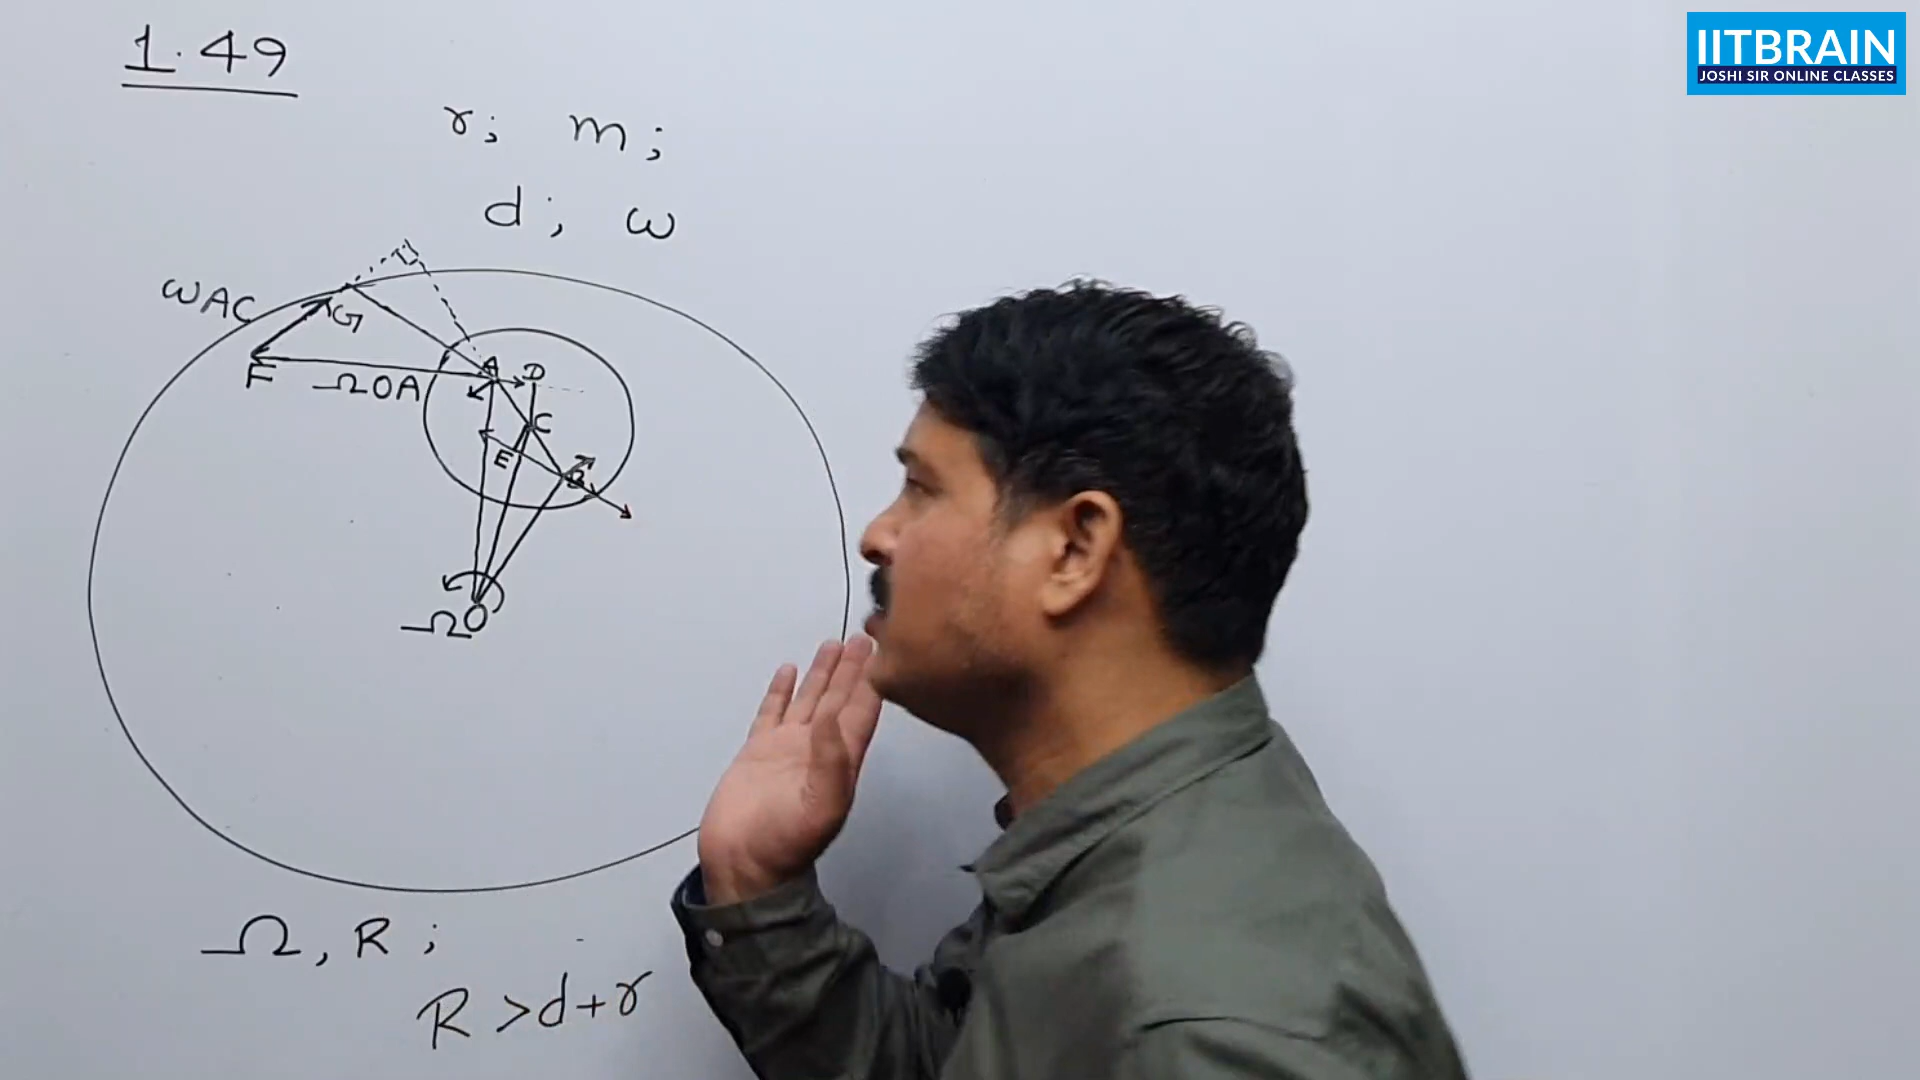 1.49
IITBRAIN
JOSHI SIR ONLINE CLASSES
r; m;
d; ω
ωAC
G
F
ΩOA
A
D
C
E
B
ΩO
Ω, R;
R > d + r